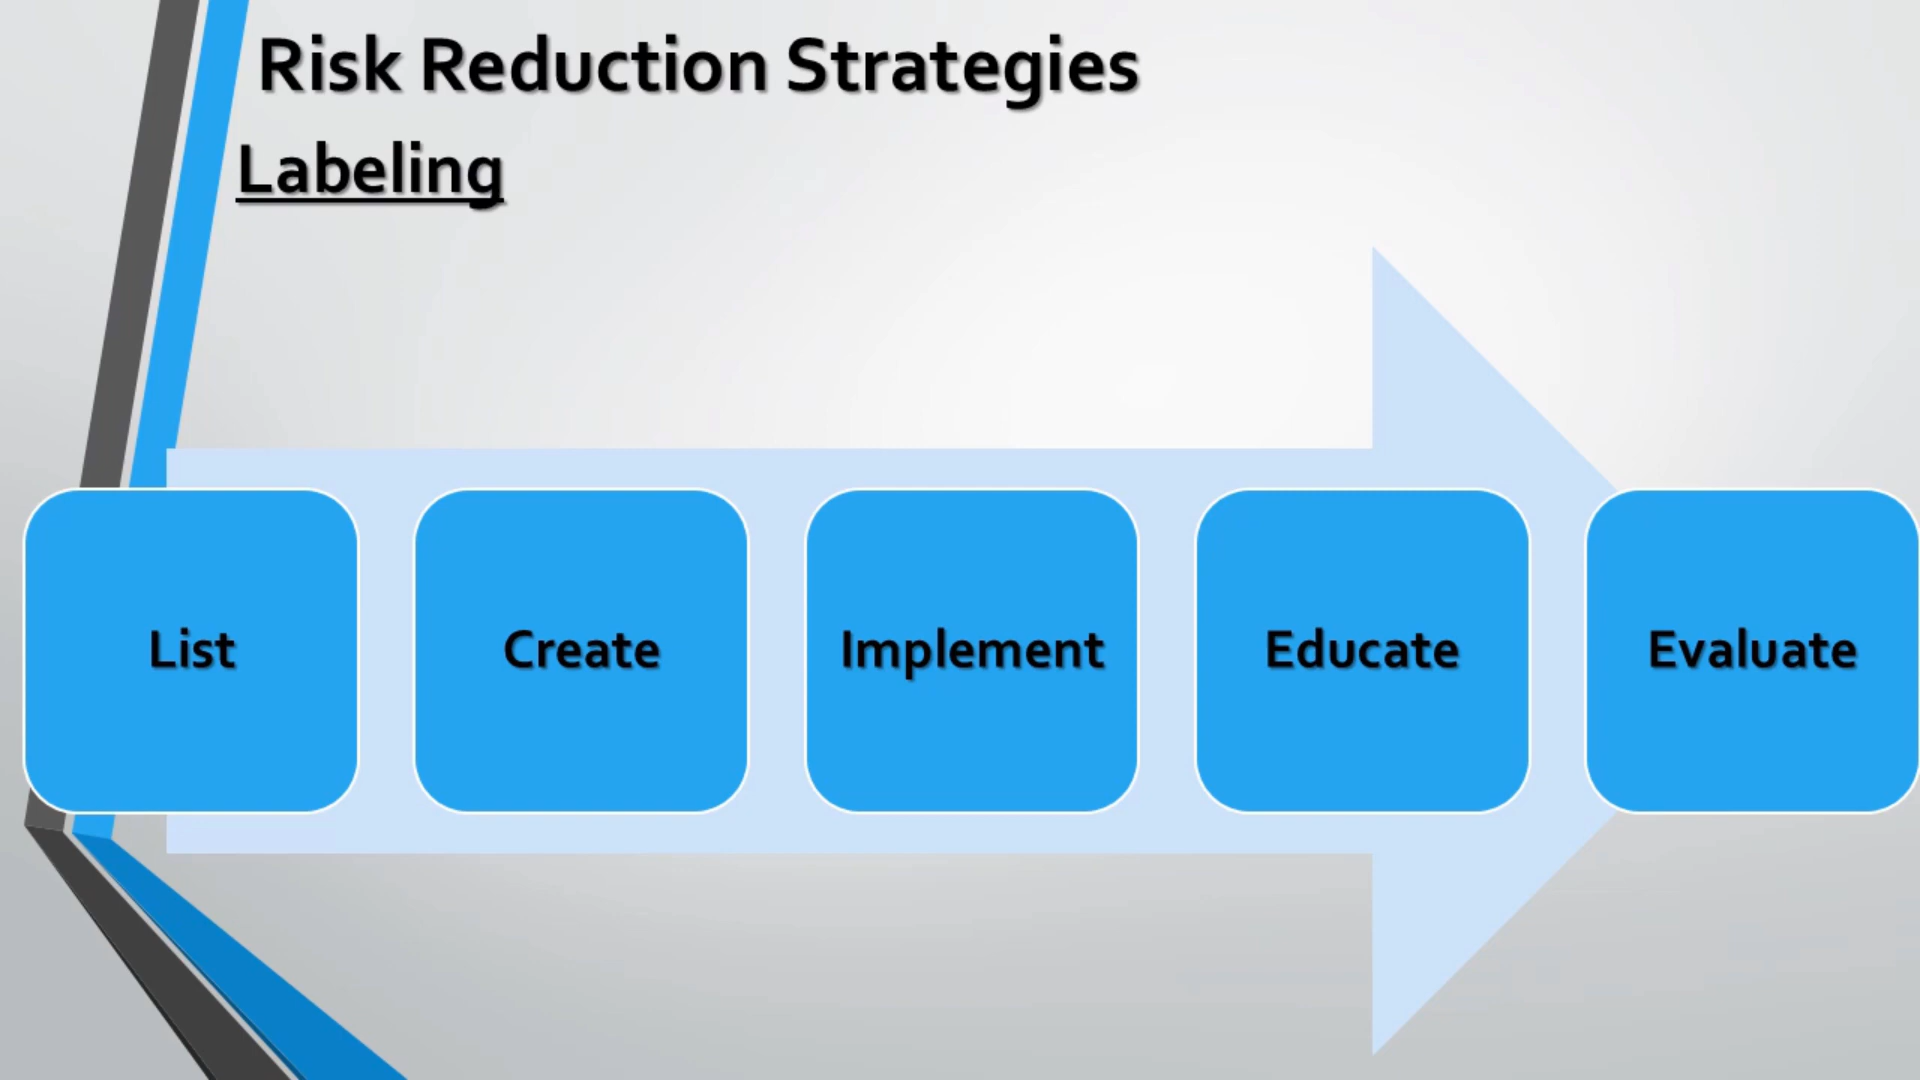 Risk Reduction Strategies
Labeling
List
Create
Implement
Educate
Evaluate